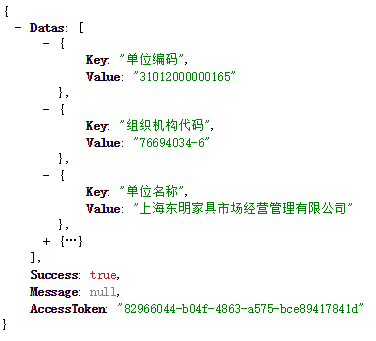 {
- Datas: [
- {
Key: "单位编码",
Value: "31012000000165"
},
- {
Key: "组织机构代码",
Value: "76694034-6"
},
- {
Key: "单位名称",
Value: "上海东明家具市场经营管理有限公司"
},
+ {…}
],
Success: true,
Message: null,
AccessToken: "82966044-b04f-4863-a575-bce89417841d"
}